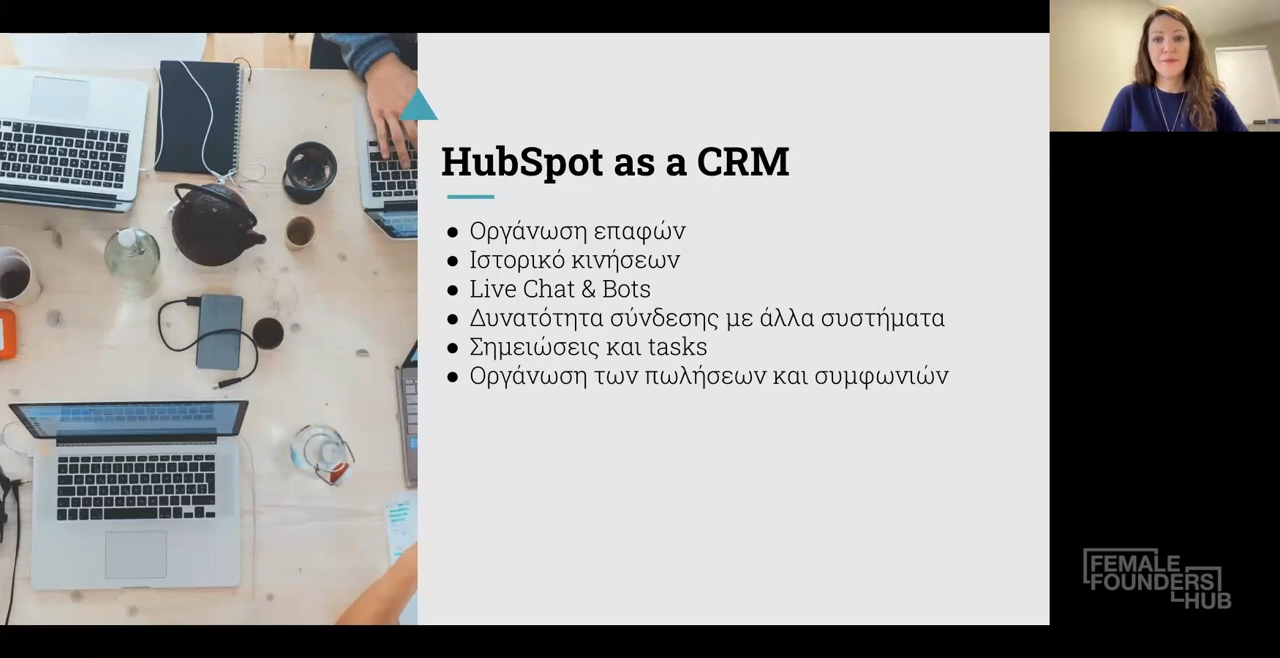 HubSpot as a CRM
● Οργάνωση επαφών
● Ιστορικό κινήσεων
● Live Chat & Bots
● Δυνατότητα σύνδεσης με άλλα συστήματα
● Σημειώσεις και tasks
● Οργάνωση των πωλήσεων και συμφωνιών
FEMALE
FOUNDERS
HUB